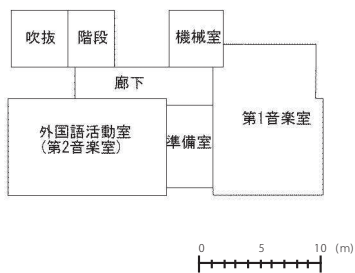 吹抜 階段 機械室
廊下
第1音楽室
外国語活動室
(第2音楽室)
準備室
0 5 10 (m)